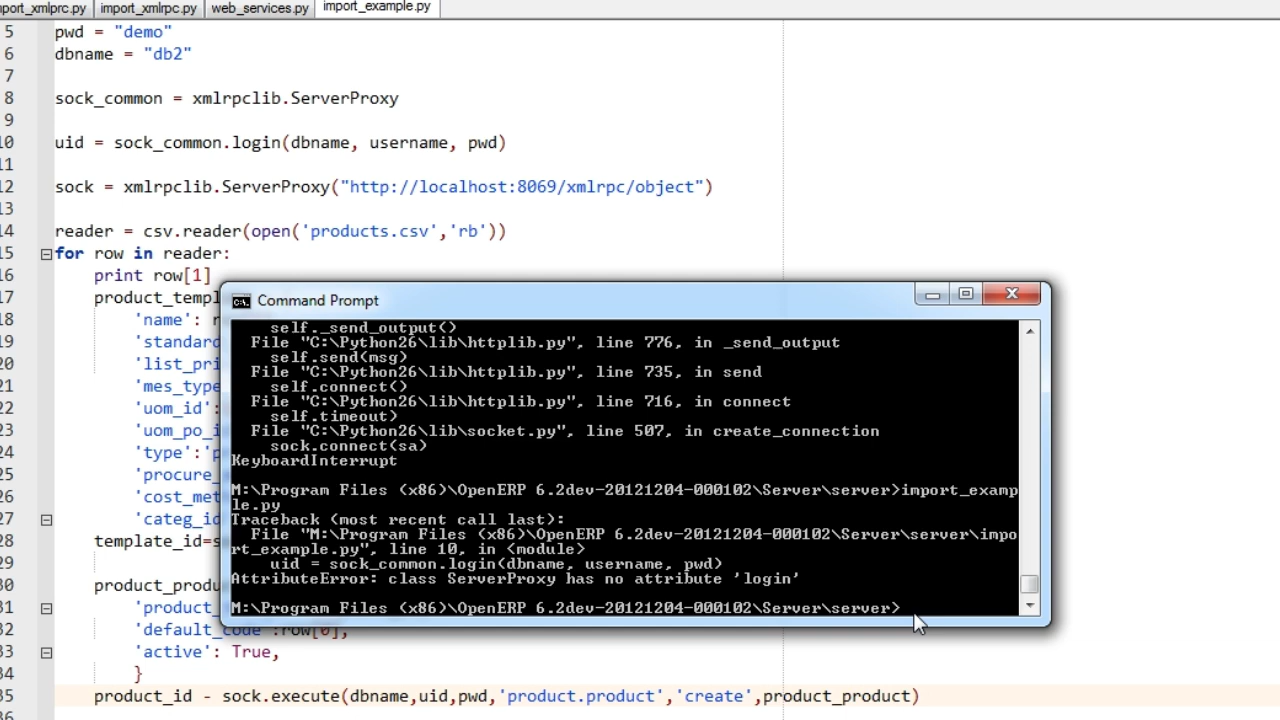 port_xmlprc.py import_xmlrpc.py web_services.py import_example.py
5 pwd = "demo"
6 dbname = "db2"
7
8 sock_common = xmlrpclib.ServerProxy
9
10 uid = sock_common.login(dbname, username, pwd)
11
12 sock = xmlrpclib.ServerProxy("http://localhost:8069/xmlrpc/object")
13
14 reader = csv.reader(open('products.csv','rb'))
15 for row in reader:
16 print row[1]
17 product_templ
18 'name': r
19 'standard
20 'list_pri
21 'mes_type
22 'uom_id':
23 'uom_po_i
24 'type':'p
25 'procure_
26 'cost_met
27 'categ_id
28 template_id=s
29
30 product_produ
31 'product_
32 'default_code':row[0],
33 'active': True,
34 }
35 product_id - sock.execute(dbname,uid,pwd,'product.product','create',product_product)
36
Command Prompt
self._send_output()
File "C:\Python26\lib\httplib.py", line 776, in _send_output
self.send(msg)
File "C:\Python26\lib\httplib.py", line 735, in send
self.connect()
File "C:\Python26\lib\httplib.py", line 716, in connect
self.timeout)
File "C:\Python26\lib\socket.py", line 507, in create_connection
sock.connect(sa)
KeyboardInterrupt
M:\Program Files (x86)\OpenERP 6.2dev-20121204-000102\Server\server>import_examp
le.py
Traceback (most recent call last):
File "M:\Program Files (x86)\OpenERP 6.2dev-20121204-000102\Server\server\impo
rt_example.py", line 10, in <module>
uid = sock_common.login(dbname, username, pwd)
AttributeError: class ServerProxy has no attribute 'login'
M:\Program Files (x86)\OpenERP 6.2dev-20121204-000102\Server\server>